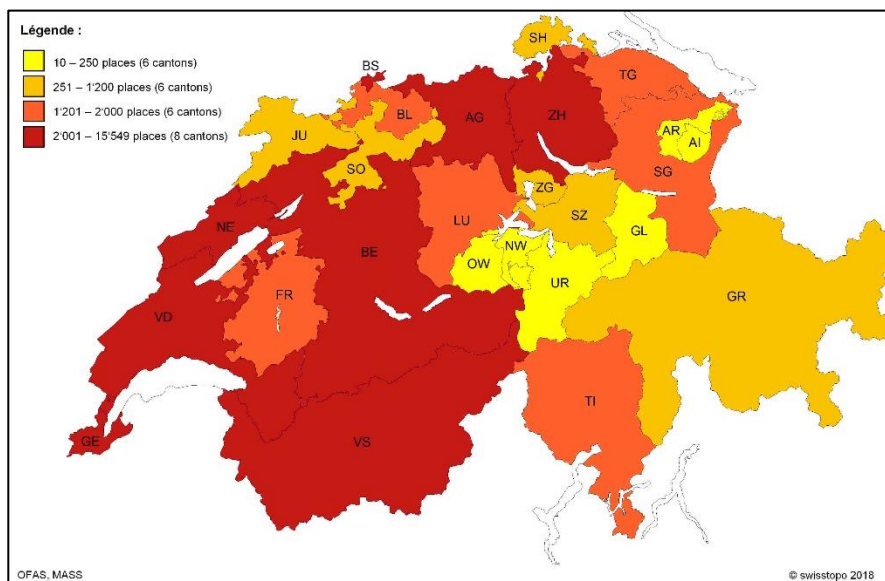 Légende :
10 – 250 places (6 cantons)
251 – 1'200 places (6 cantons)
1'201 – 2'000 places (6 cantons)
2'001 – 15'549 places (8 cantons)
SH
BS
TG
BL
AG
ZH
JU
AR
AI
SO
SG
ZG
LU
SZ
NE
GL
BE
NW
OW
UR
FR
GR
VD
TI
GE
VS
OFAS, MASS
© swisstopo 2018